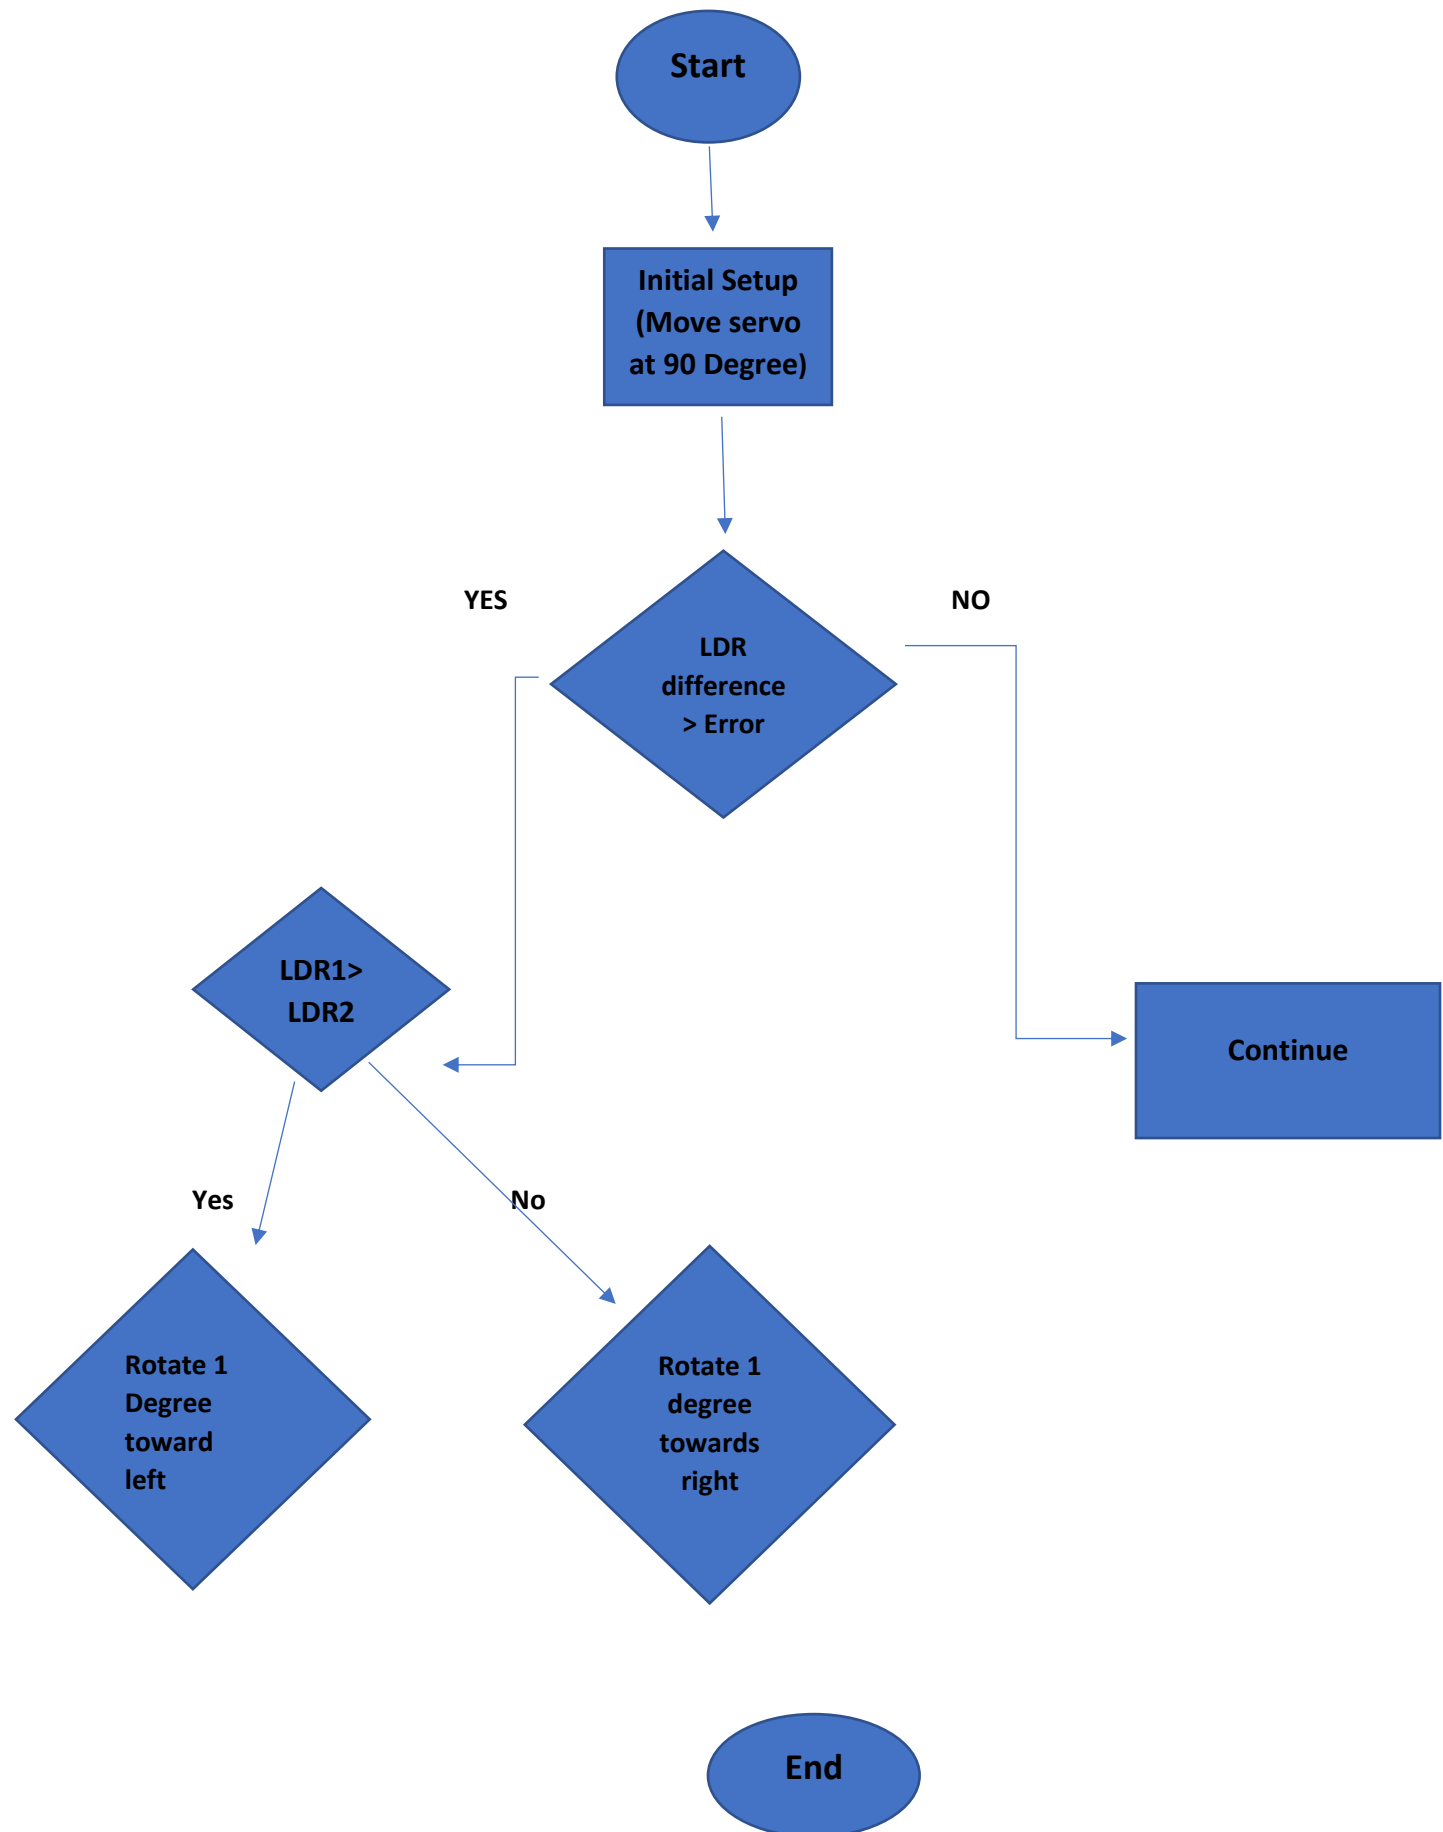 Start
Initial Setup
(Move servo
at 90 Degree)
YES
NO
LDR
difference
> Error
LDR1>
LDR2
Continue
Yes
No
Rotate 1
Degree
toward
left
Rotate 1
degree
towards
right
End